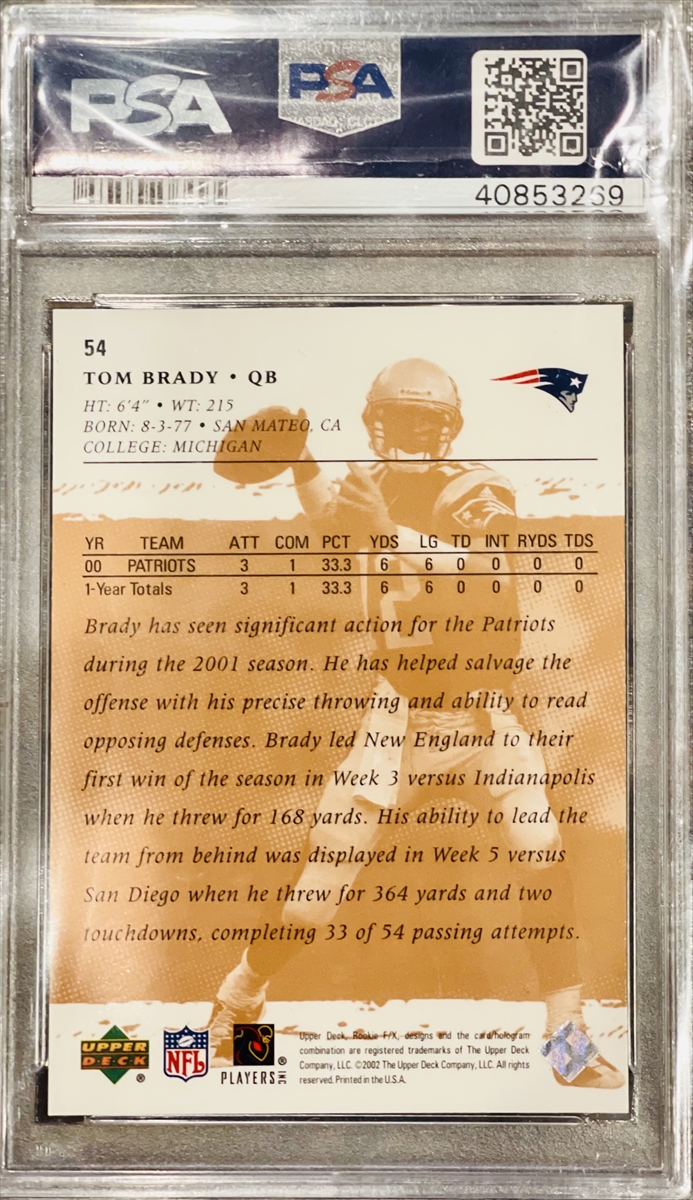 PSA
PSA
40853269
54
TOM BRADY • QB
HT: 6'4" • WT: 215
BORN: 8-3-77 • SAN MATEO, CA
COLLEGE: MICHIGAN
YR TEAM ATT COM PCT YDS LG TD INT RYDS TDS
00 PATRIOTS 3 1 33.3 6 6 0 0 0 0
1-Year Totals 3 1 33.3 6 6 0 0 0 0
Brady has seen significant action for the Patriots
during the 2001 season. He has helped salvage the
offense with his precise throwing and ability to read
opposing defenses. Brady led New England to their
first win of the season in Week 3 versus Indianapolis
when he threw for 168 yards. His ability to lead the
team from behind was displayed in Week 5 versus
San Diego when he threw for 364 yards and two
touchdowns, completing 33 of 54 passing attempts.
UPPER
DECK
®
NFL
PLAYERS INC ®
Upper Deck, Rookie F/X, designs and the card/hologram
combination are registered trademarks of The Upper Deck
Company, LLC. ©2002 The Upper Deck Company, LLC. All rights
reserved. Printed in the U.S.A.